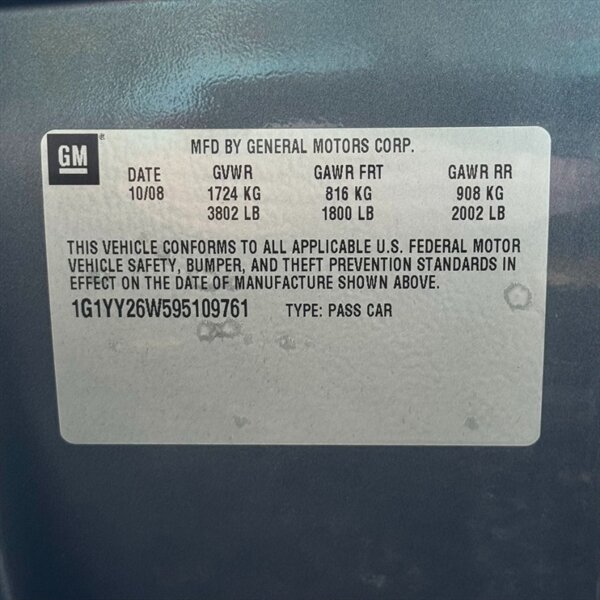 GM
MFD BY GENERAL MOTORS CORP.
DATE GVWR GAWR FRT GAWR RR
10/08 1724 KG 816 KG 908 KG
3802 LB 1800 LB 2002 LB
THIS VEHICLE CONFORMS TO ALL APPLICABLE U.S. FEDERAL MOTOR
VEHICLE SAFETY, BUMPER, AND THEFT PREVENTION STANDARDS IN
EFFECT ON THE DATE OF MANUFACTURE SHOWN ABOVE.
1G1YY26W595109761 TYPE: PASS CAR